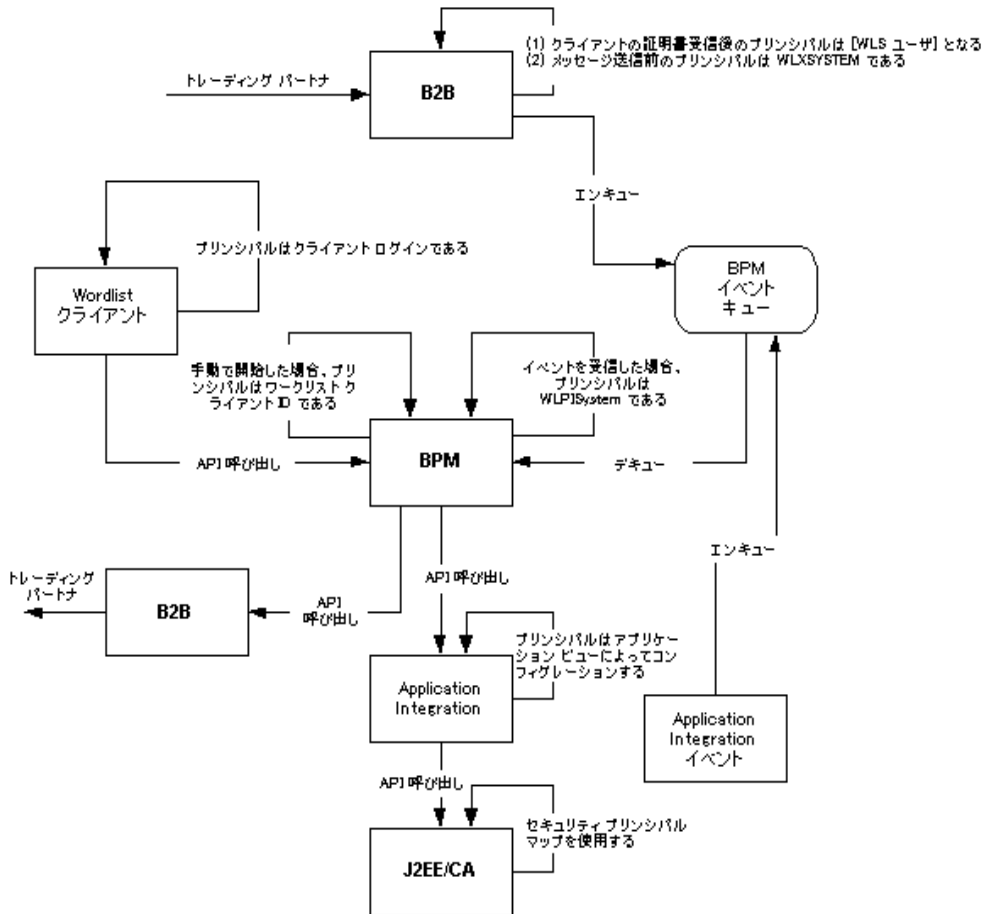 (1) クライアントの証明書受信後のプリンシパルは [WLS ユーザ] となる
(2) メッセージ送信前のプリンシパルは WLXSYSTEM である
トレーディング パートナ
B2B
エンキュー
プリンシパルはクライアント ログインである
Wordlist
クライアント
BPM
イベント
キュー
手動で開始した場合、プリ
ンシパルはワークリスト ク
ライアント ID である
イベントを受信した場合、
プリンシパルは
WLPISystem である
API 呼び出し
BPM
デキュー
エンキュー
トレーディング
パートナ
B2B
API
呼び出し
API 呼び出し
プリンシパルはアプリケー
ション ビューによってコン
フィグレーションする
Application
Integration
Application
Integration
イベント
API 呼び出し
セキュリティ プリンシパル
マップを使用する
J2EE/CA